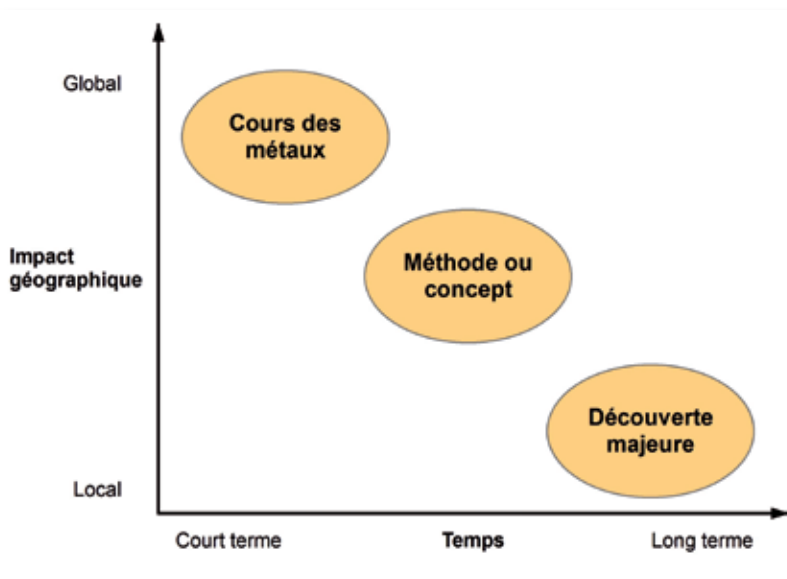 Global
Cours des
métaux
Impact
géographique
Méthode ou
concept
Découverte
majeure
Local
Court terme
Temps
Long terme